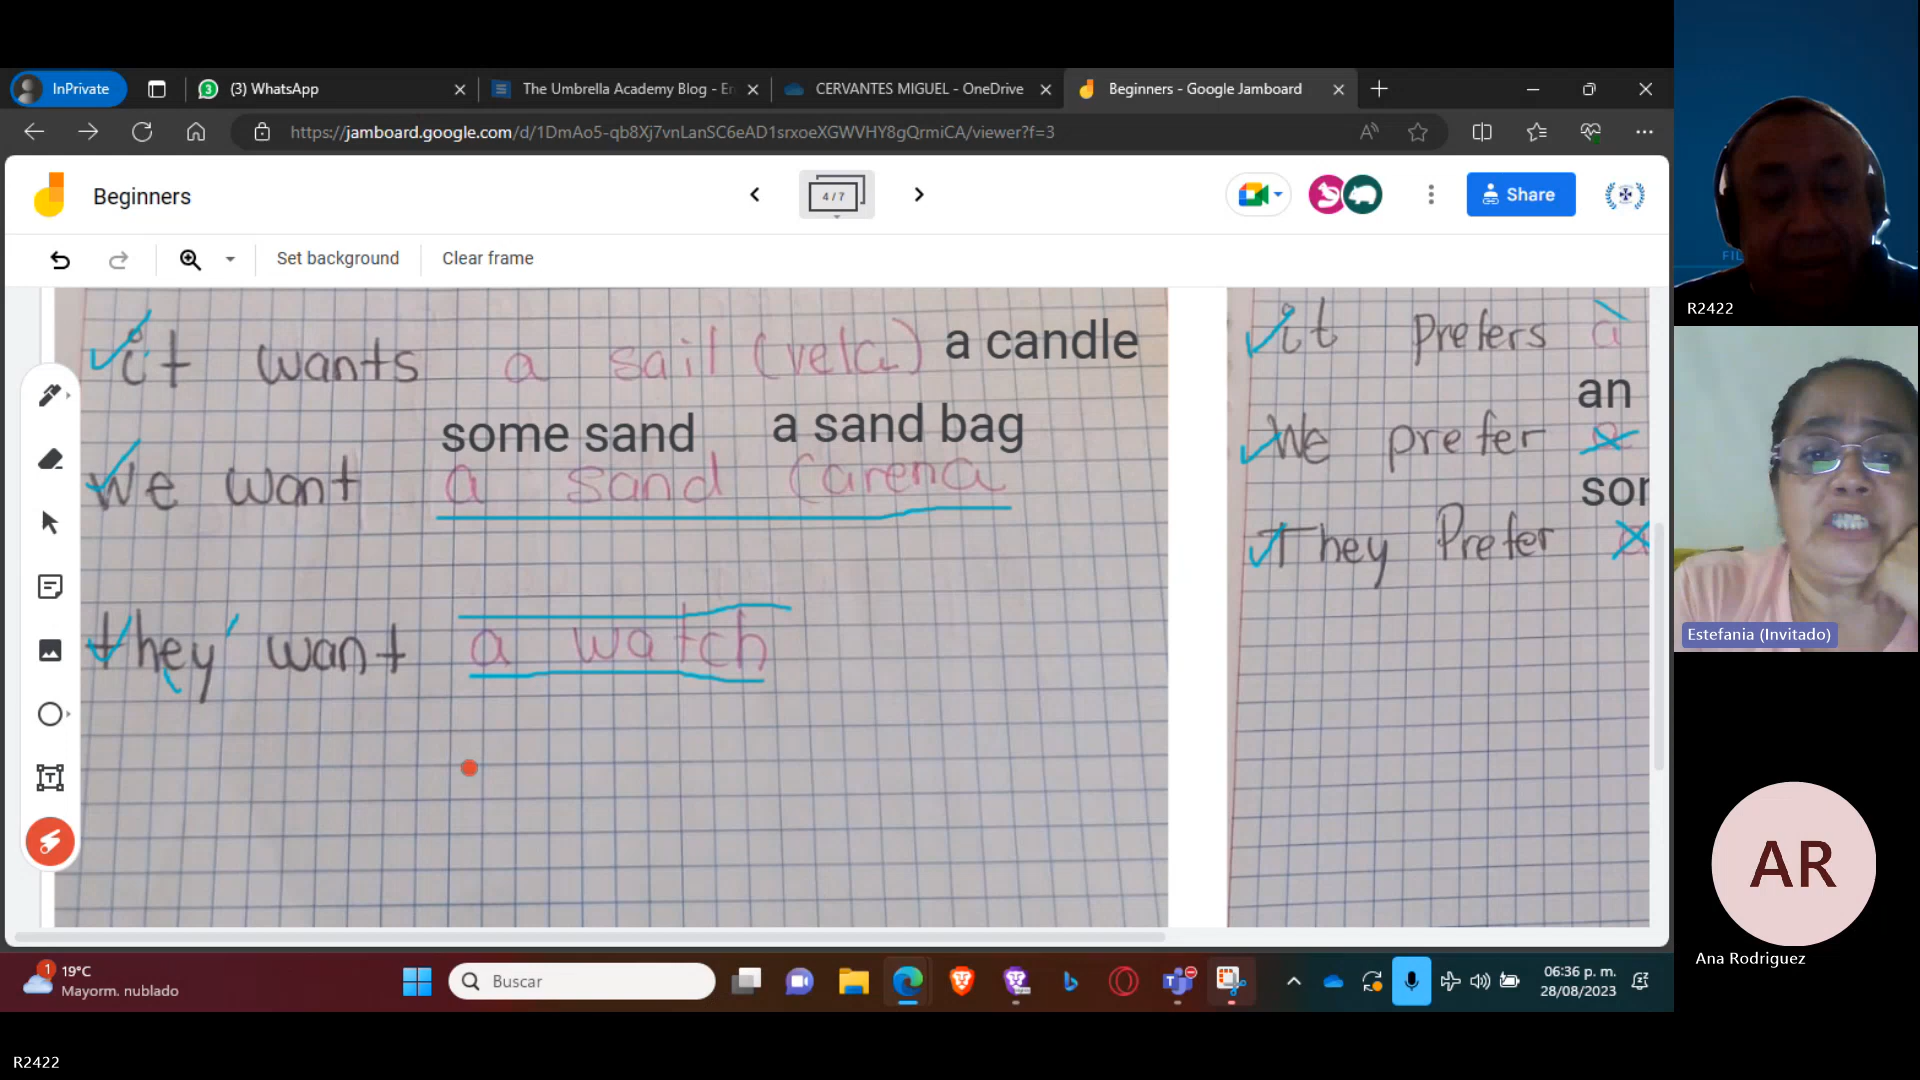 InPrivate
(3) WhatsApp
The Umbrella Academy Blog - En
CERVANTES MIGUEL - OneDrive
Beginners - Google Jamboard
https://jamboard.google.com/d/1DmAo5-qb8Xj7vnLanSC6eAD1srxoeXGWVHY8gQrmiCA/viewer?f=3
Beginners
4 / 7
Share
Set background
Clear frame
it wants a sail (vela) a candle
some sand a sand bag
We want a sand (arena
they want a watch
it prefers a
an
We prefer a
son
They Prefer a
R2422
Estefania (Invitado)
AR
Ana Rodriguez
1
19°C
Mayorm. nublado
Buscar
06:36 p. m.
28/08/2023
R2422